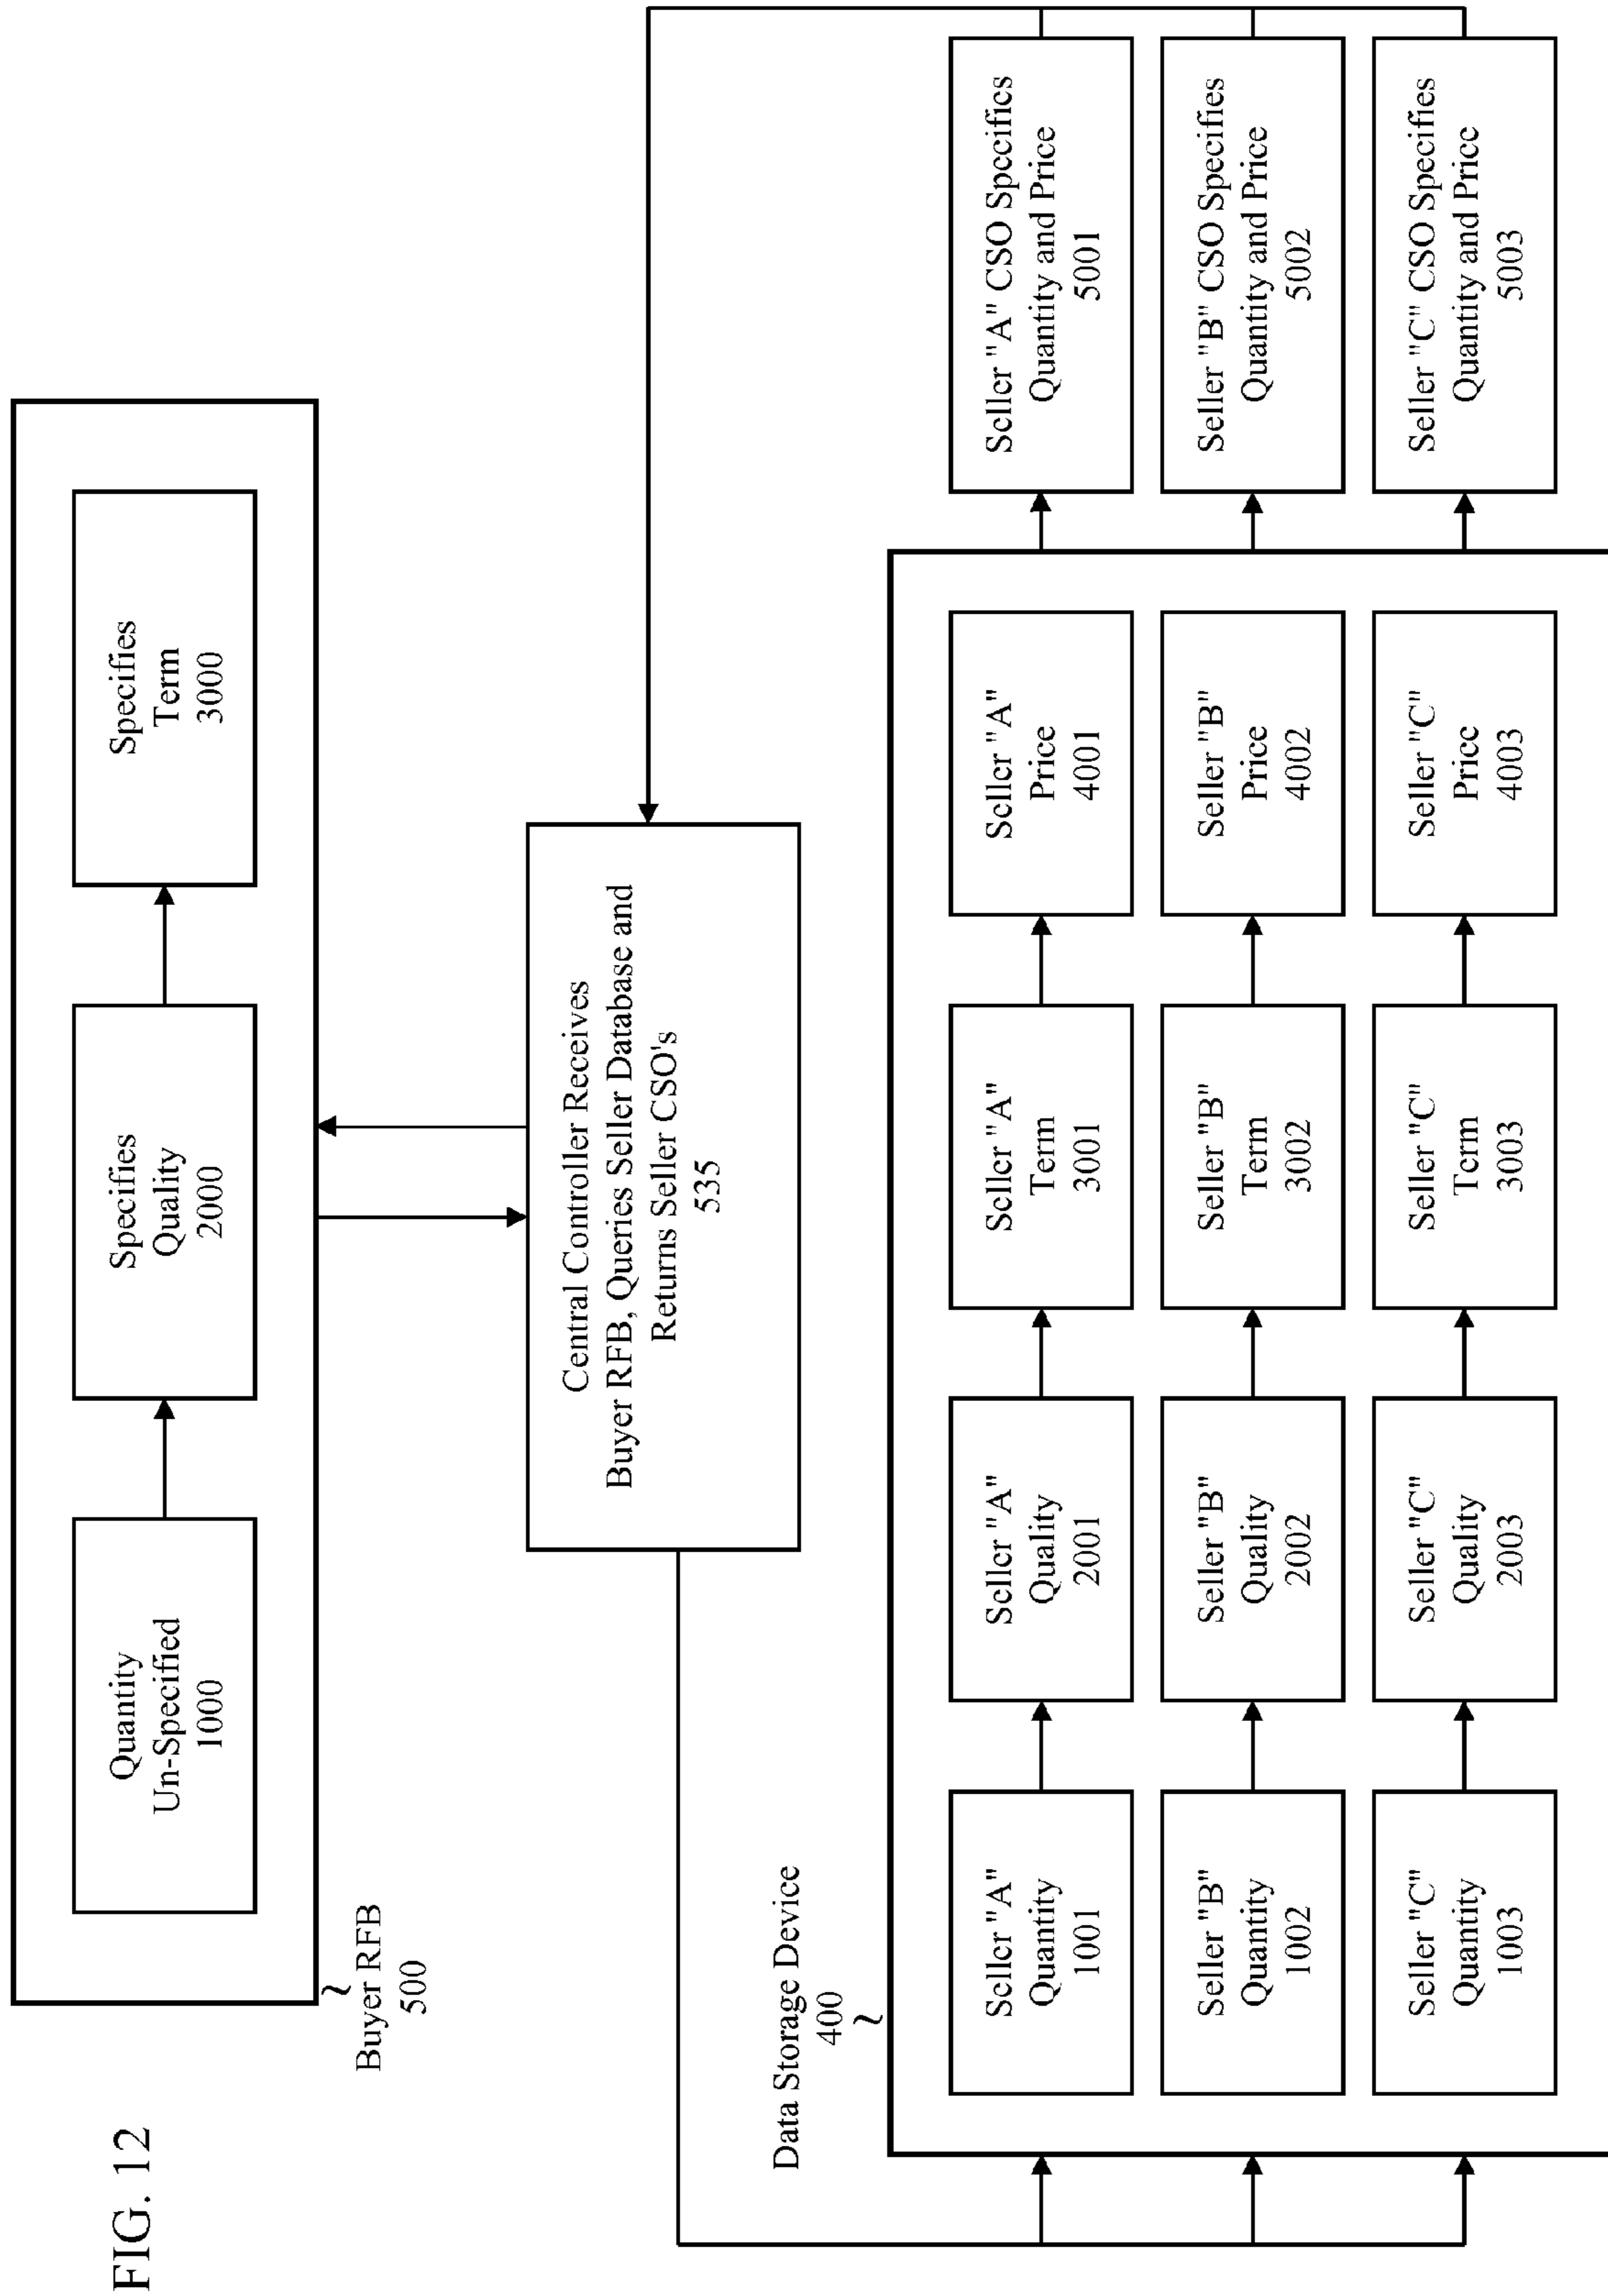 FIG. 12
Quantity
Un-Specified
1000
Specifies
Quality
2000
Specifies
Term
3000
Buyer RFB
500
Central Controller Receives
Buyer RFB, Queries Seller Database and
Returns Seller CSO's
535
Data Storage Device
400
Seller "A"
Quantity
1001
Seller "A"
Quality
2001
Seller "A"
Term
3001
Seller "A"
Price
4001
Seller "A" CSO Specifies
Quantity and Price
5001
Seller "B"
Quantity
1002
Seller "B"
Quality
2002
Seller "B"
Term
3002
Seller "B"
Price
4002
Seller "B" CSO Specifies
Quantity and Price
5002
Seller "C"
Quantity
1003
Seller "C"
Quality
2003
Seller "C"
Term
3003
Seller "C"
Price
4003
Seller "C" CSO Specifies
Quantity and Price
5003